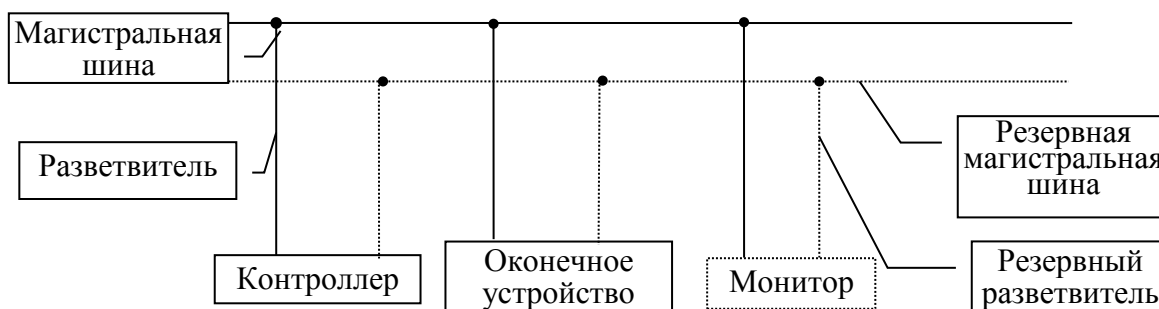 Магистральная
шина
Разветвитель
Резервная
магистральная
шина
Контроллер
Оконечное
устройство
Монитор
Резервный
разветвитель